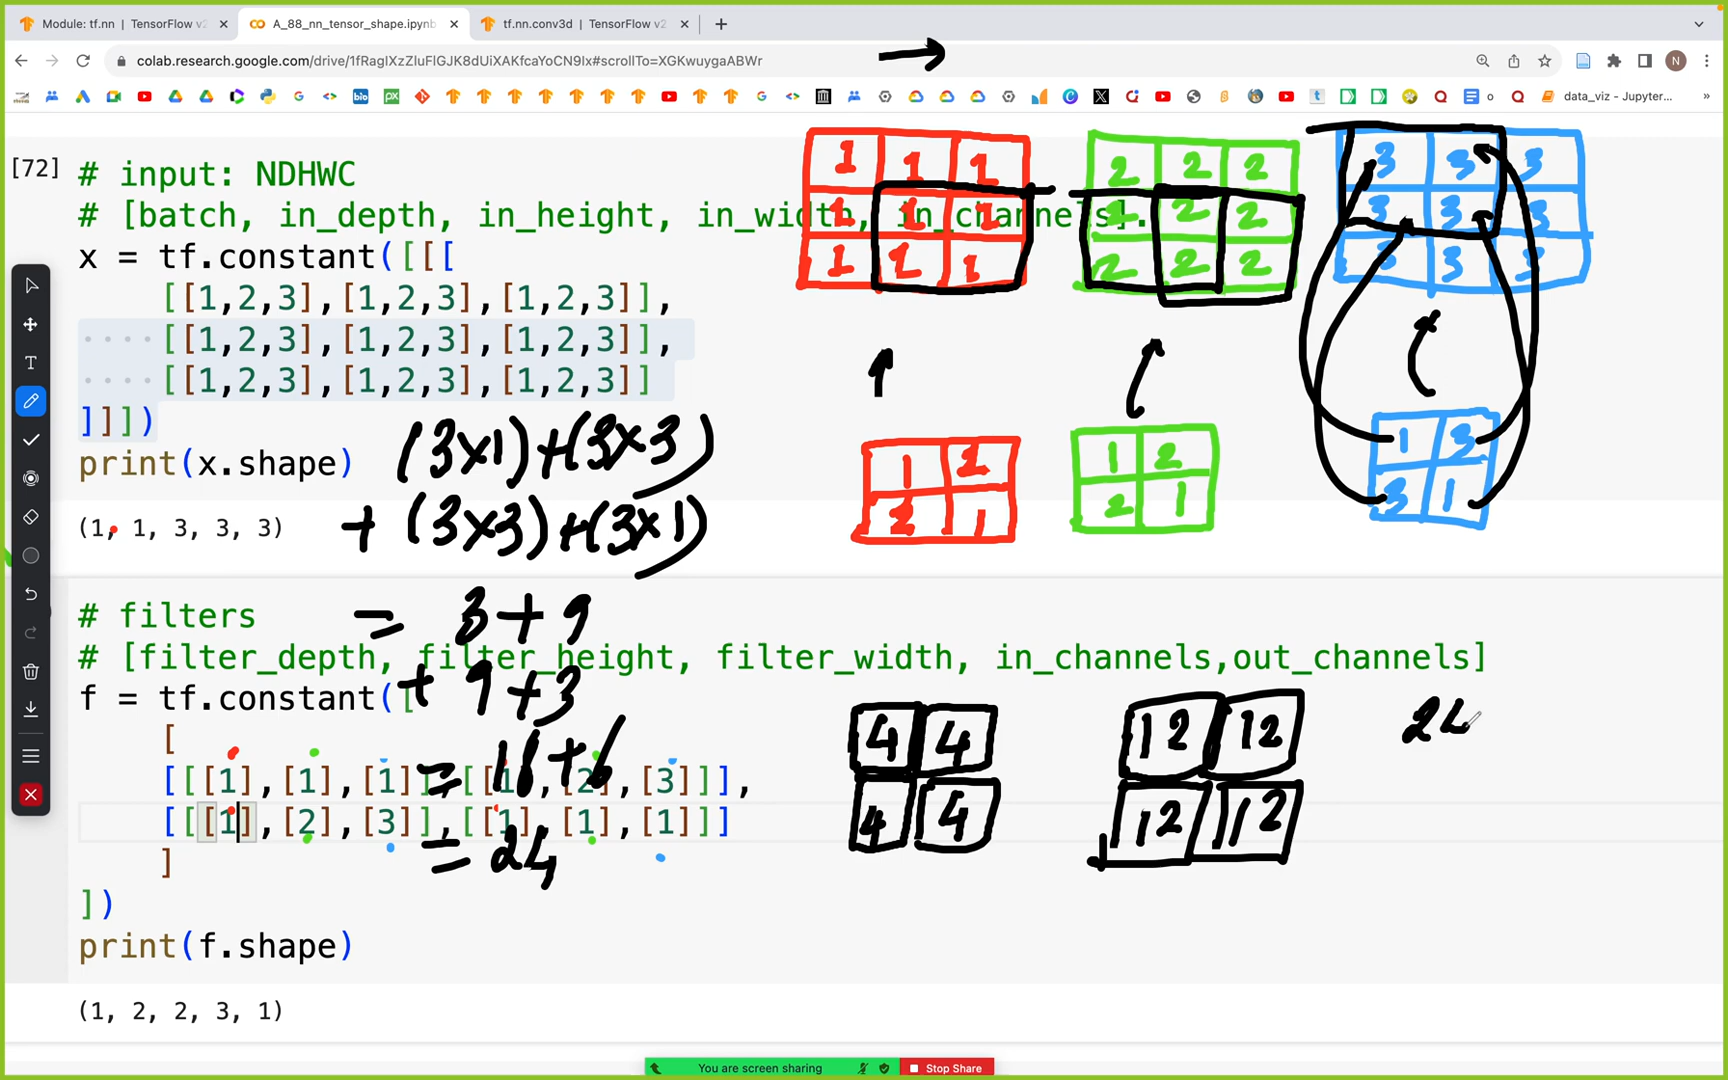 Module: tf.nn | TensorFlow v2
A_88_nn_tensor_shape.ipynb
tf.nn.conv3d | TensorFlow v2
colab.research.google.com/drive/1fRagIXzZluFlGJK8dUiXAKfcaYoCN9Ix#scrollTo=XGKwuygaABWr
N
bio
px
data_viz - Jupyter...
[72]
# input: NDHWC
# [batch, in_depth, in_height, in_width, in_channels].
x = tf.constant([[[
[[1,2,3],[1,2,3],[1,2,3]],
[[1,2,3],[1,2,3],[1,2,3]],
[[1,2,3],[1,2,3],[1,2,3]]
]]])
print(x.shape)
(1, 1, 3, 3, 3)
1 1 1
1 1 1
1 1 1
2 2 2
2 2 2
2 2 2
3 3 3
3 3 3
3 3 3
1 1
2 1
1 2
2 1
1 3
3 1
(3x1)+(3x3)
+ (3x3)+(3x1)
= 3+9
+ 9+3
= 18+6
= 24
# filters
# [filter_depth, filter_height, filter_width, in_channels,out_channels]
f = tf.constant([
[
[[[1],[1],[1]],[[1],[2],[3]]],
[[[1],[2],[3]],[[1],[1],[1]]]
]
])
print(f.shape)
(1, 2, 2, 3, 1)
4 4
4 4
12 12
12 12
24
You are screen sharing
Stop Share